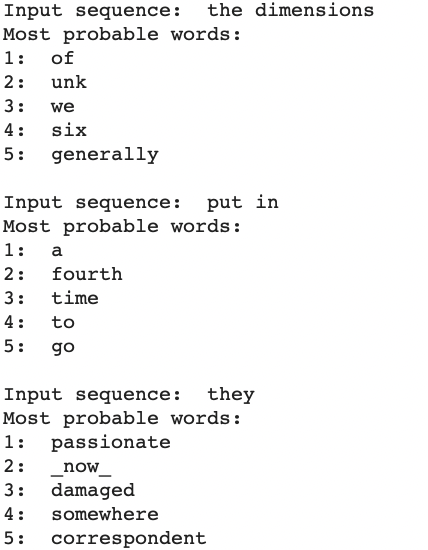 Input sequence:  the dimensions
Most probable words:
1:  of
2:  unk
3:  we
4:  six
5:  generally
Input sequence:  put in
Most probable words:
1:  a
2:  fourth
3:  time
4:  to
5:  go
Input sequence:  they
Most probable words:
1:  passionate
2:  _now_
3:  damaged
4:  somewhere
5:  correspondent